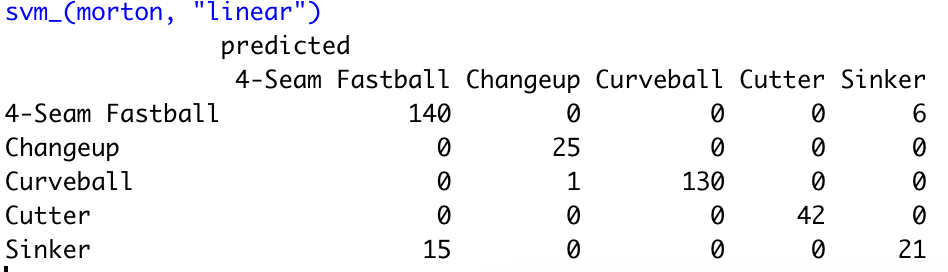 svm_(morton, "linear")
predicted
4-Seam Fastball Changeup Curveball Cutter Sinker
4-Seam Fastball 140 0 0 0 6
Changeup 0 25 0 0 0
Curveball 0 1 130 0 0
Cutter 0 0 0 42 0
Sinker 15 0 0 0 21